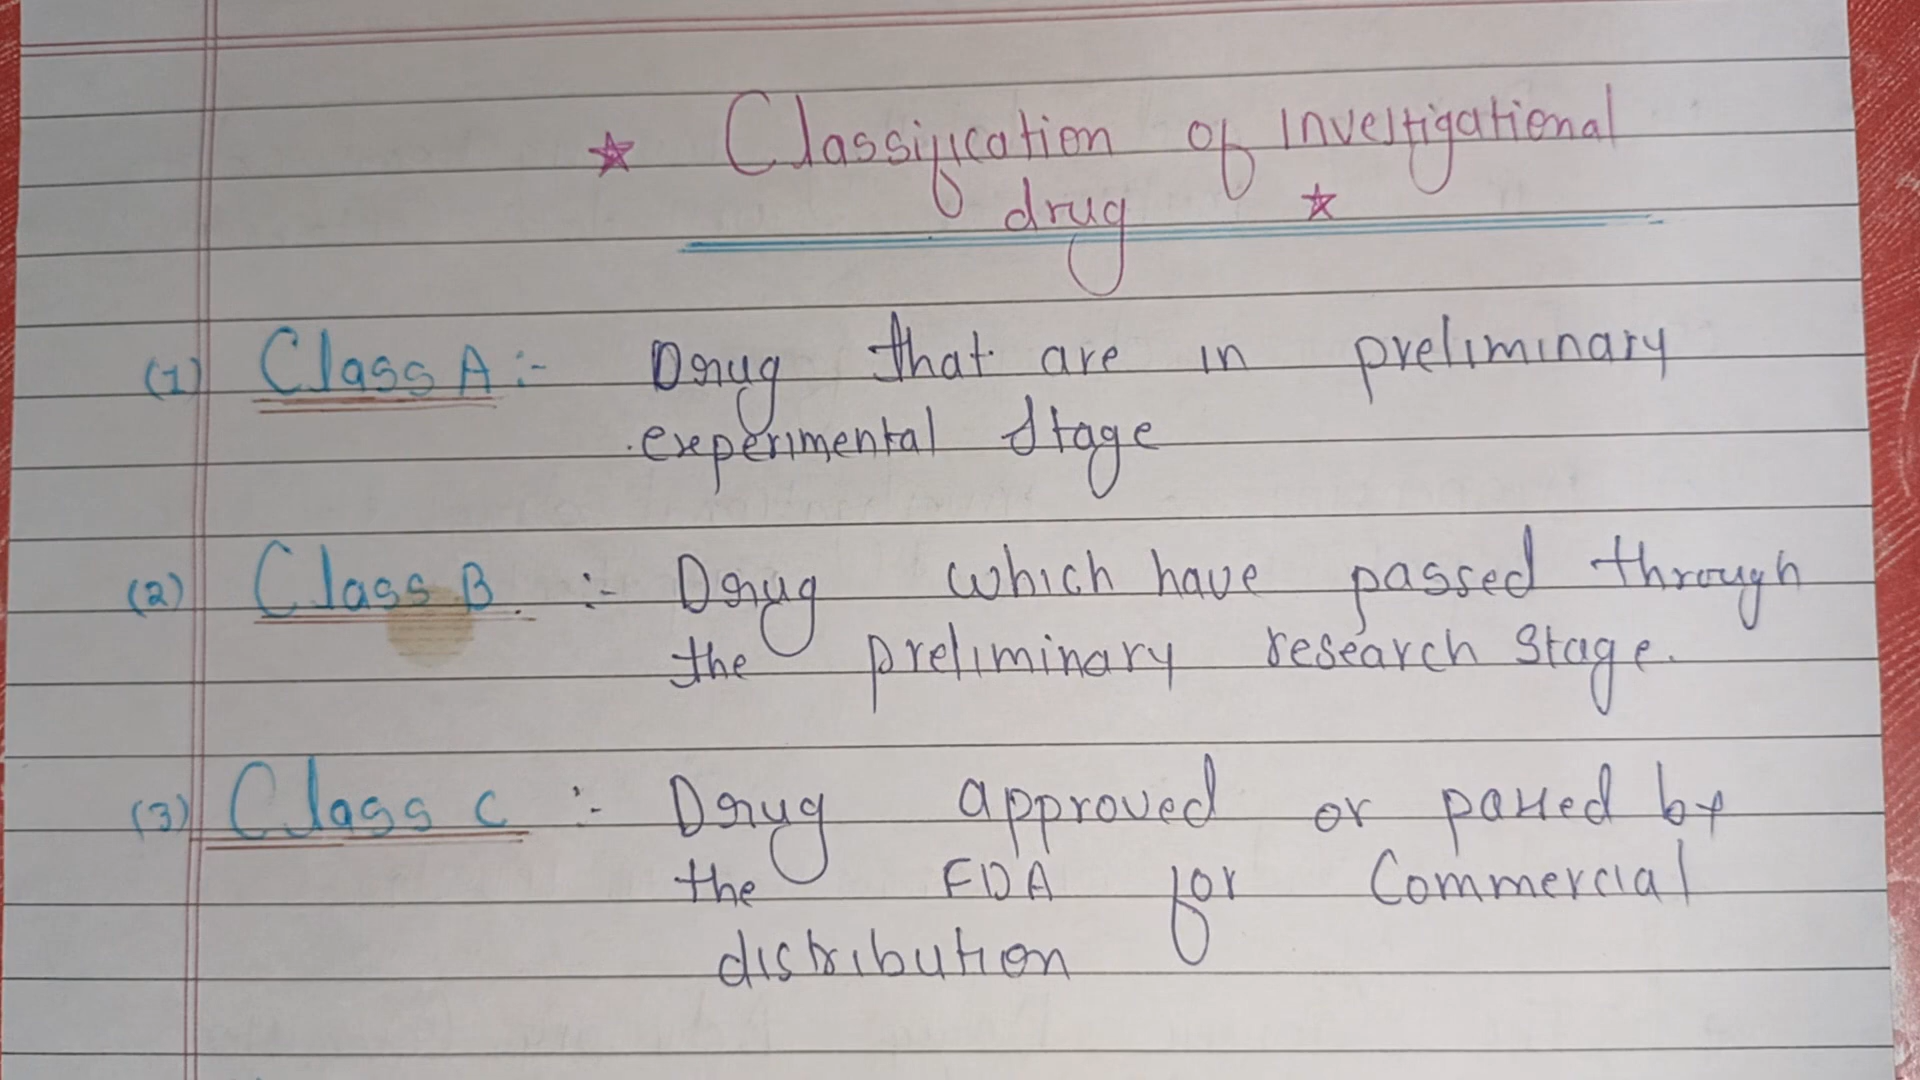 ☆ Classification of Investigational
drug ☆
(1) Class A :- Drug that are in preliminary
experimental Stage
(2) Class B. :- Drug which have passed through
the preliminary research Stage.
(3) Class C :- Drug approved or passed by
the FDA for Commercial
distribution